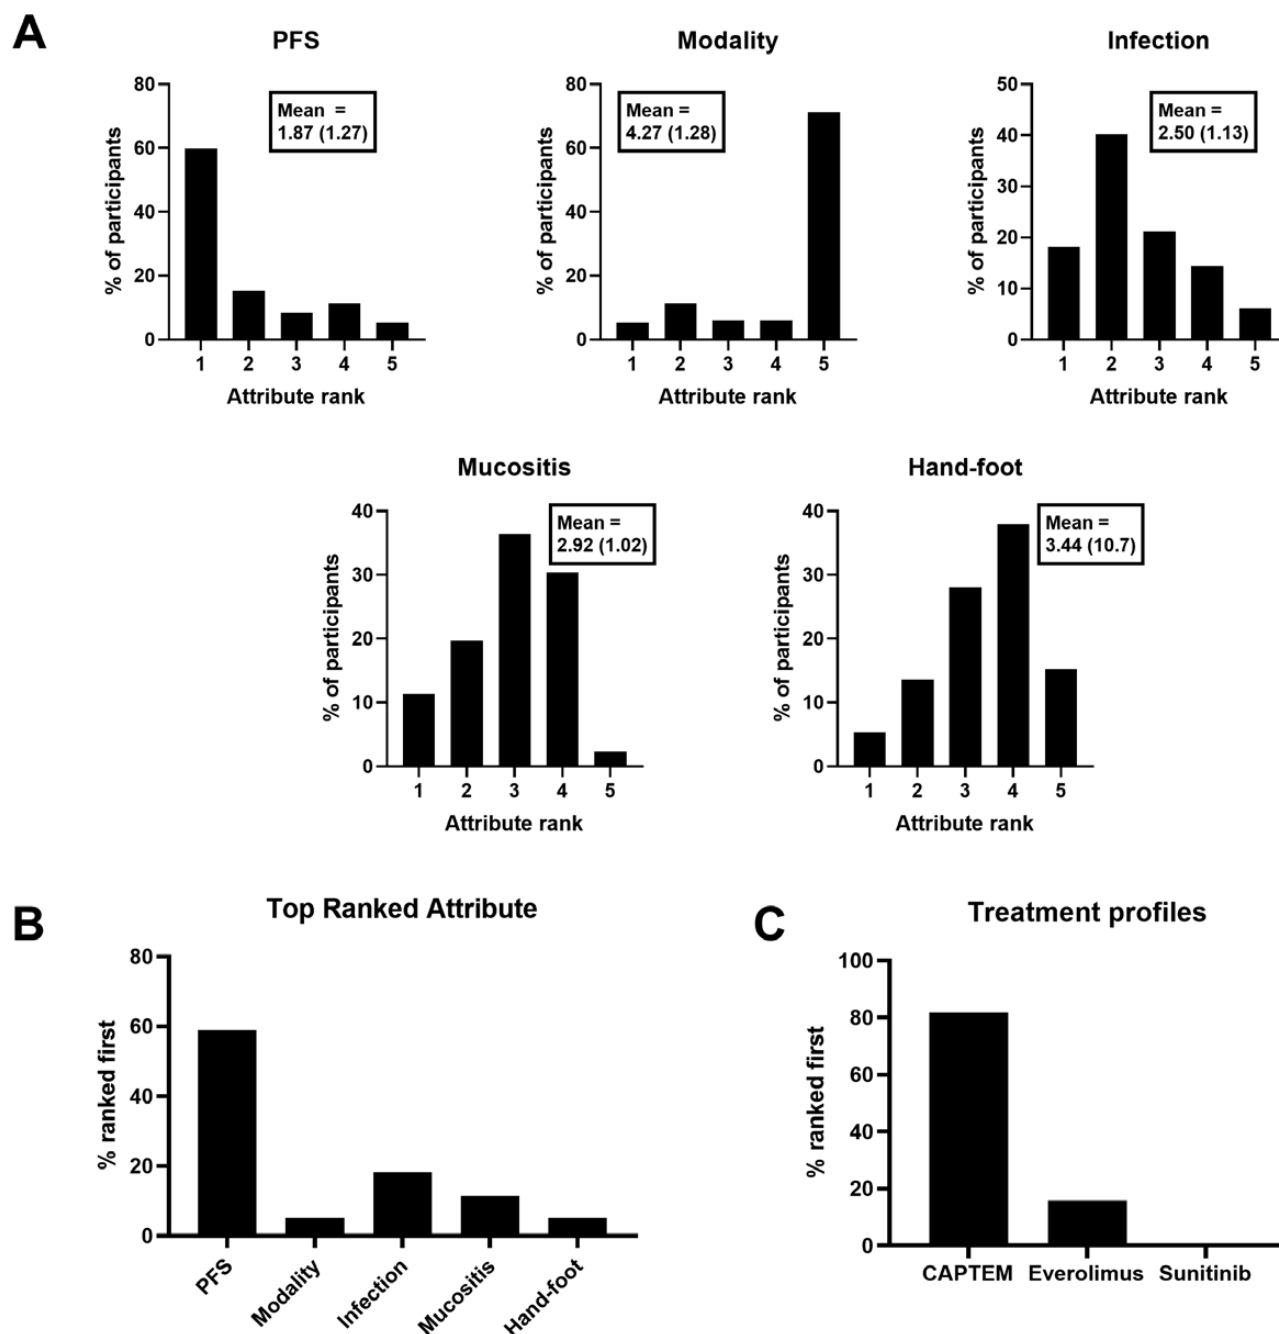 A
PFS
80
60
40
20
0
% of participants
Mean =
1.87 (1.27)
1 2 3 4 5
Attribute rank
Modality
80
60
40
20
0
% of participants
Mean =
4.27 (1.28)
1 2 3 4 5
Attribute rank
Infection
50
40
30
20
10
0
% of participants
Mean =
2.50 (1.13)
1 2 3 4 5
Attribute rank
Mucositis
40
30
20
10
0
% of participants
Mean =
2.92 (1.02)
1 2 3 4 5
Attribute rank
Hand-foot
40
30
20
10
0
% of participants
Mean =
3.44 (10.7)
1 2 3 4 5
Attribute rank
B
Top Ranked Attribute
80
60
40
20
0
% ranked first
PFS
Modality
Infection
Mucositis
Hand-foot
C
Treatment profiles
100
80
60
40
20
0
% ranked first
CAPTEM Everolimus Sunitinib